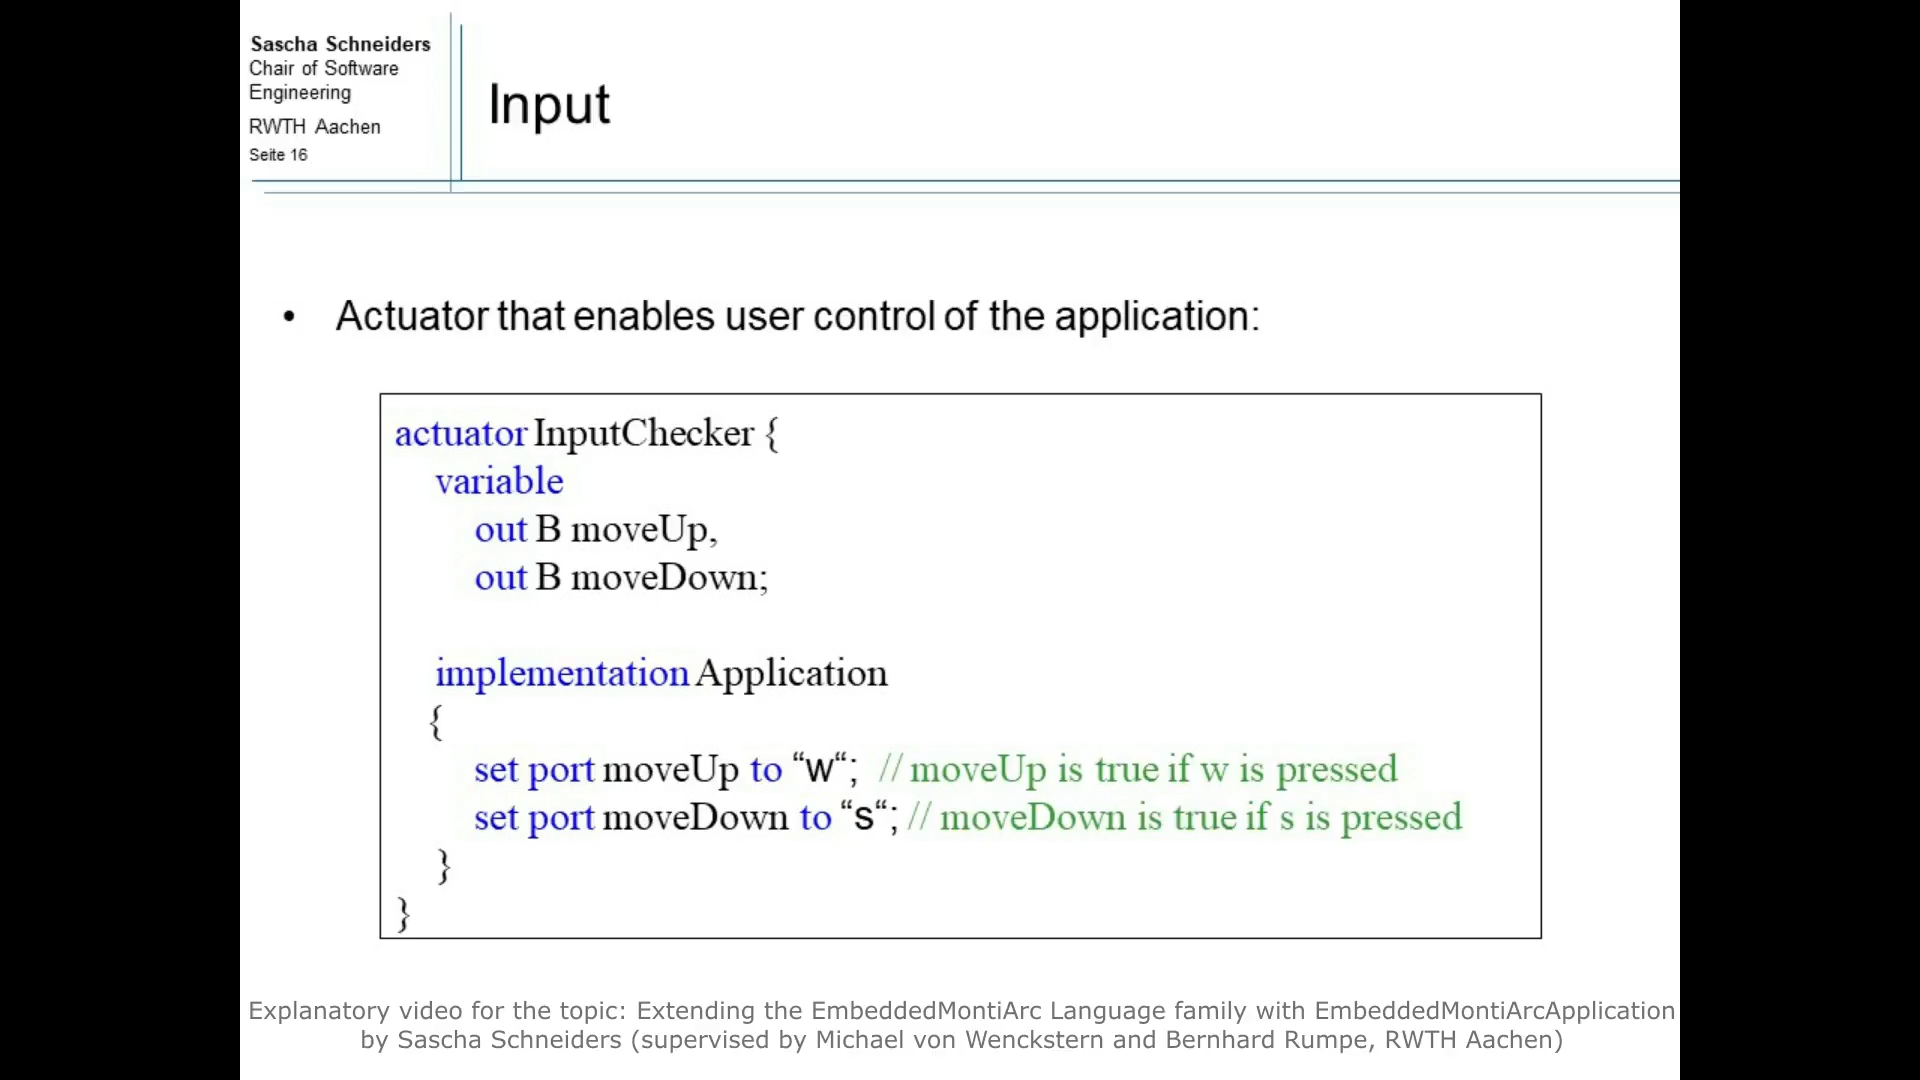 Sascha Schneiders
Chair of Software
Engineering
RWTH Aachen
Seite 16
Input
• Actuator that enables user control of the application:
actuator InputChecker {
variable
out B moveUp,
out B moveDown;
implementation Application
{
set port moveUp to “w“; // moveUp is true if w is pressed
set port moveDown to “s“; // moveDown is true if s is pressed
}
}
Explanatory video for the topic: Extending the EmbeddedMontiArc Language family with EmbeddedMontiArcApplication
by Sascha Schneiders (supervised by Michael von Wenckstern and Bernhard Rumpe, RWTH Aachen)